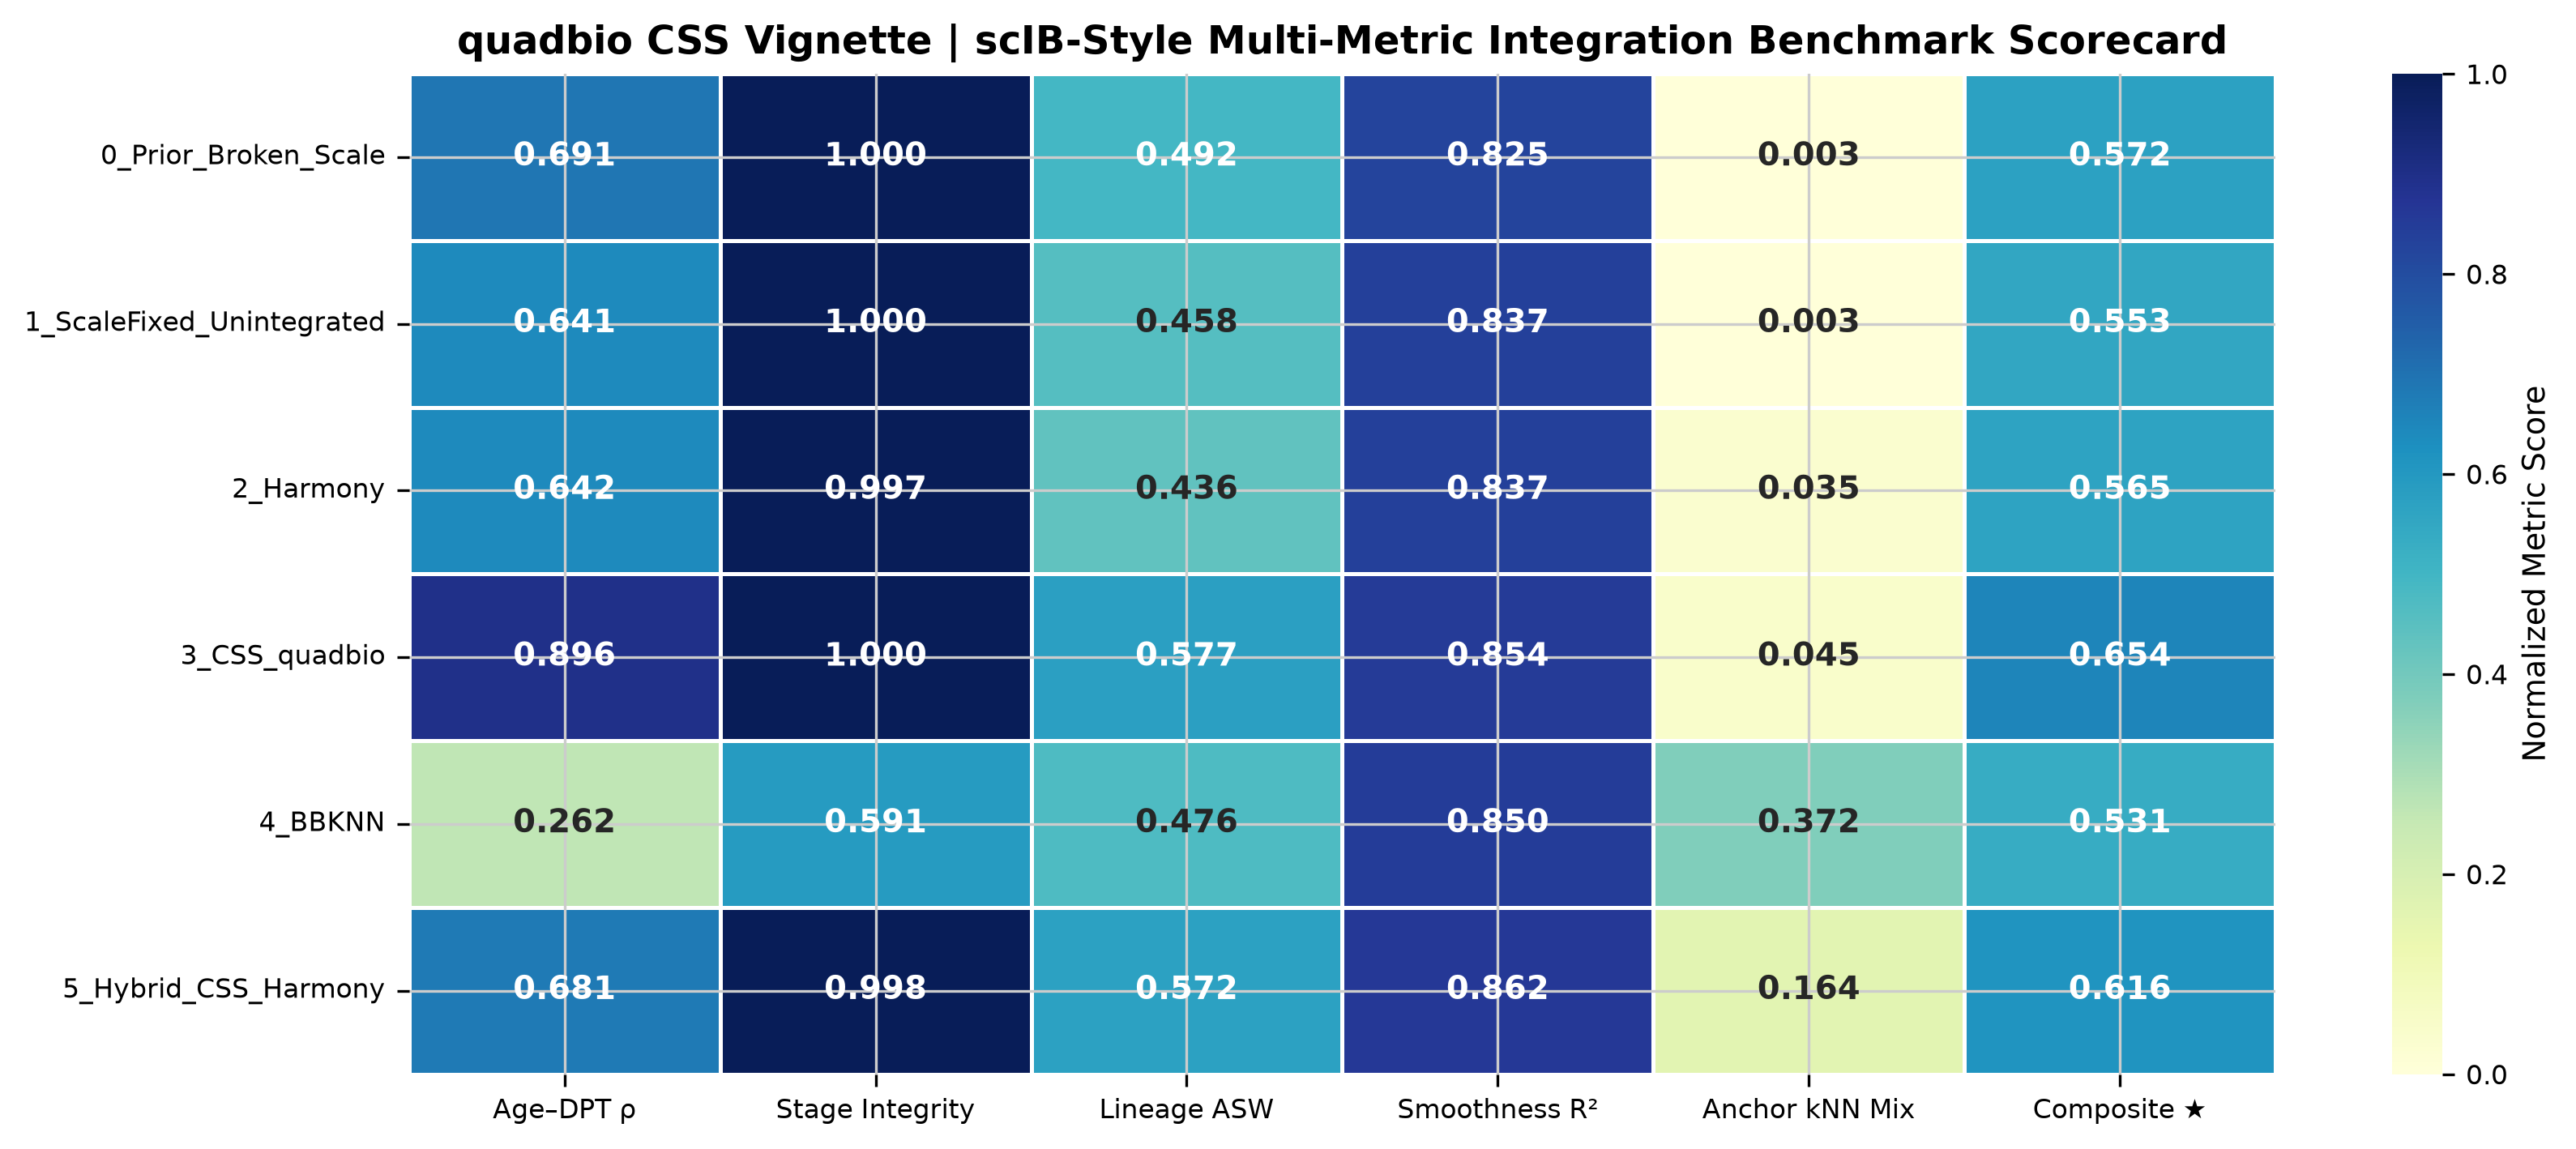 quadbio CSS Vignette | scIB-Style Multi-Metric Integration Benchmark Scorecard
0_Prior_Broken_Scale 0.691 1.000 0.492 0.825 0.003 0.572
1_ScaleFixed_Unintegrated 0.641 1.000 0.458 0.837 0.003 0.553
2_Harmony 0.642 0.997 0.436 0.837 0.035 0.565
3_CSS_quadbio 0.896 1.000 0.577 0.854 0.045 0.654
4_BBKNN 0.262 0.591 0.476 0.850 0.372 0.531
5_Hybrid_CSS_Harmony 0.681 0.998 0.572 0.862 0.164 0.616
Age–DPT ρ Stage Integrity Lineage ASW Smoothness R² Anchor kNN Mix Composite ★
1.0
0.8
0.6
0.4
0.2
0.0
Normalized Metric Score